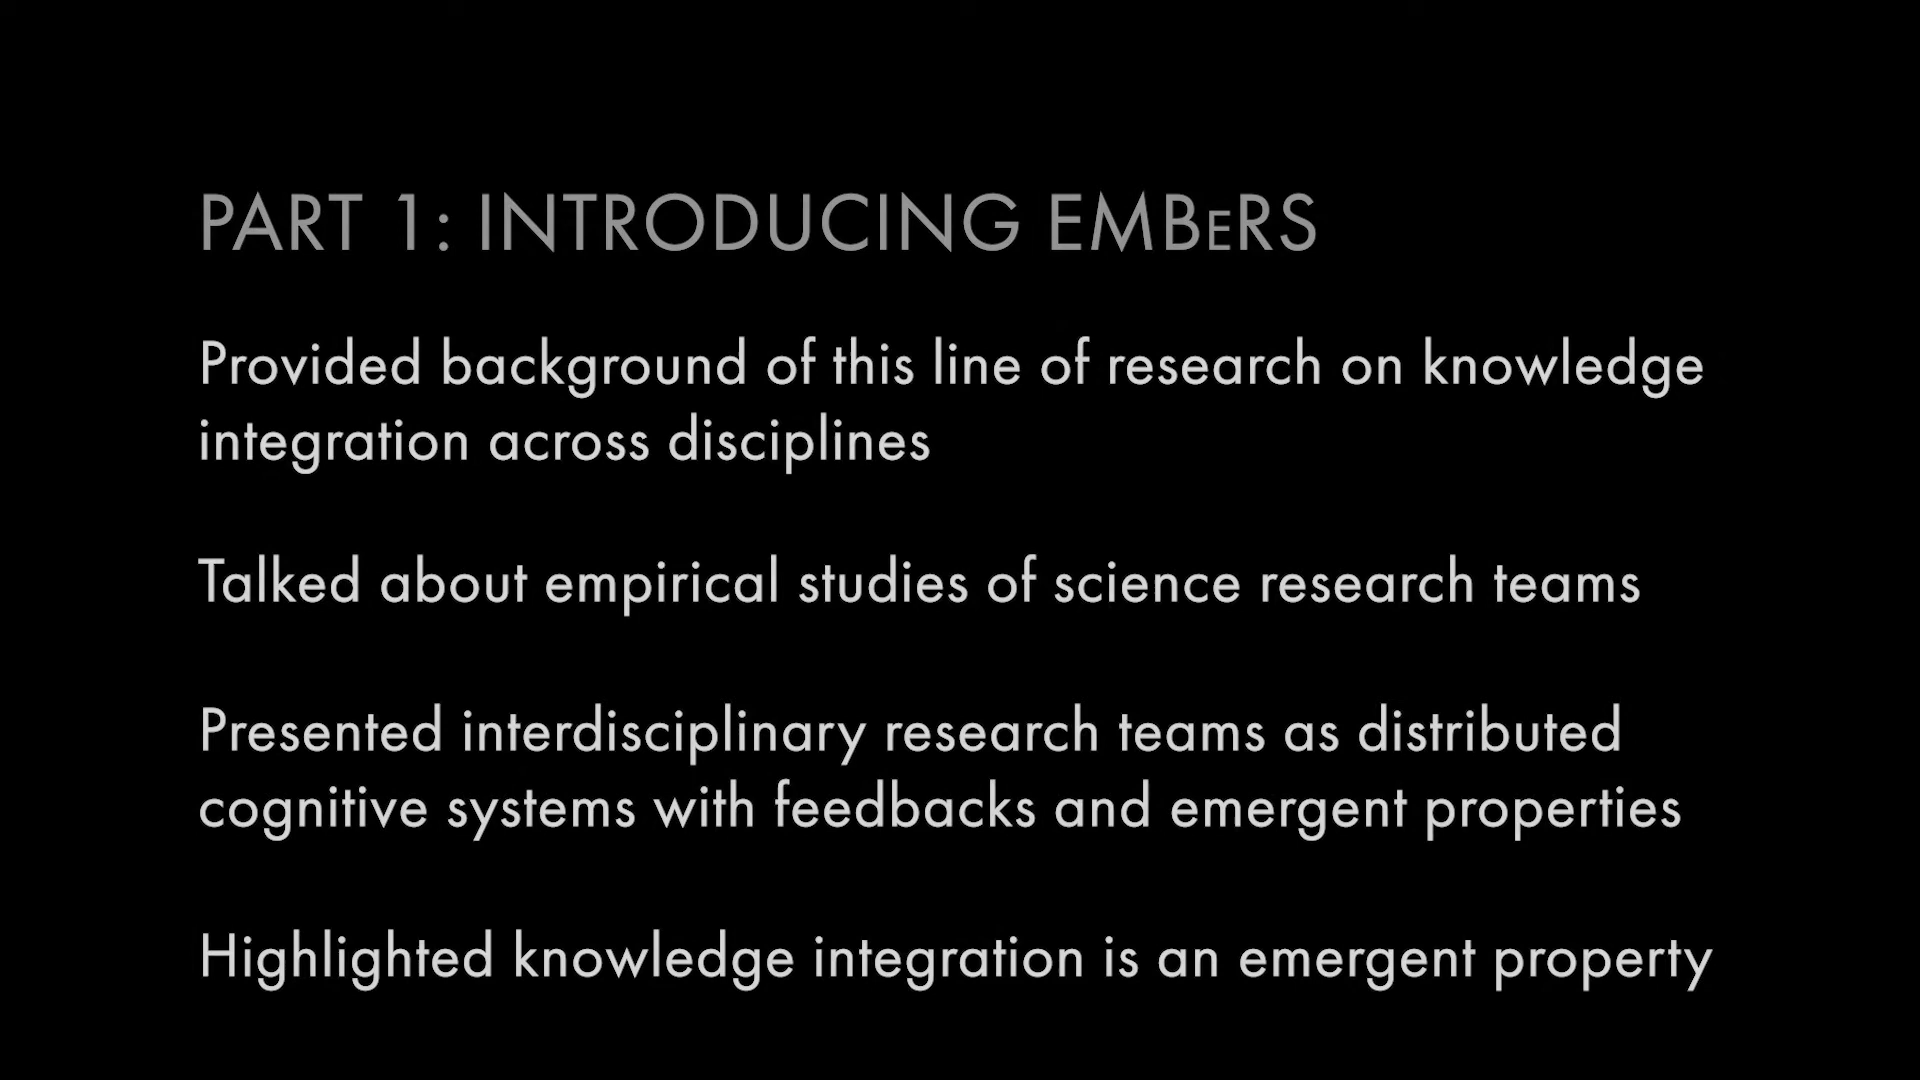 PART 1: INTRODUCING EMBeRS
Provided background of this line of research on knowledge
integration across disciplines
Talked about empirical studies of science research teams
Presented interdisciplinary research teams as distributed
cognitive systems with feedbacks and emergent properties
Highlighted knowledge integration is an emergent property